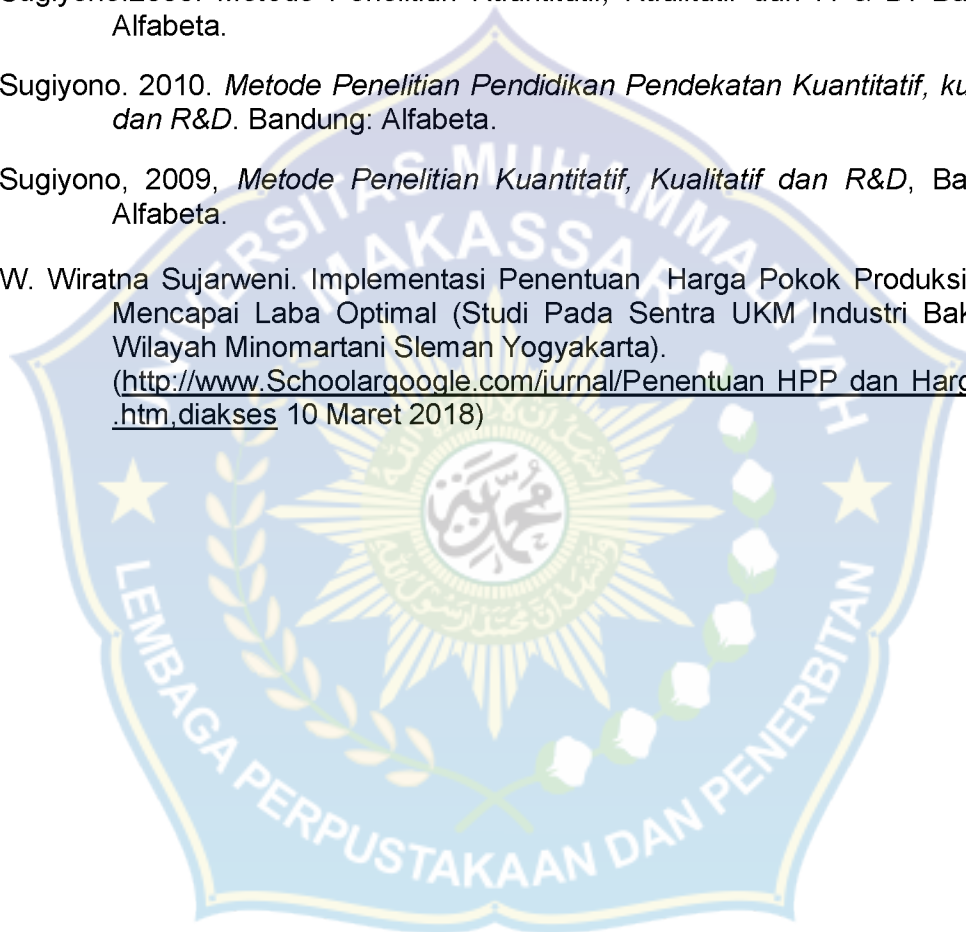 Alfabeta.
Sugiyono. 2010. Metode Penelitian Pendidikan Pendekatan Kuantitatif, ku
dan R&D. Bandung: Alfabeta.
Sugiyono, 2009, Metode Penelitian Kuantitatif, Kualitatif dan R&D, Ba
Alfabeta.
W. Wiratna Sujarweni. Implementasi Penentuan Harga Pokok Produksi
Mencapai Laba Optimal (Studi Pada Sentra UKM Industri Bak
Wilayah Minomartani Sleman Yogyakarta).
(http://www.Schoolargoogle.com/jurnal/Penentuan HPP dan Harg
.htm,diakses 10 Maret 2018)
UNIVERSITAS MUHAMMADIYAH
MAKASSAR
محمدية
LEMBAGA PERPUSTAKAAN DAN PENERBITAN